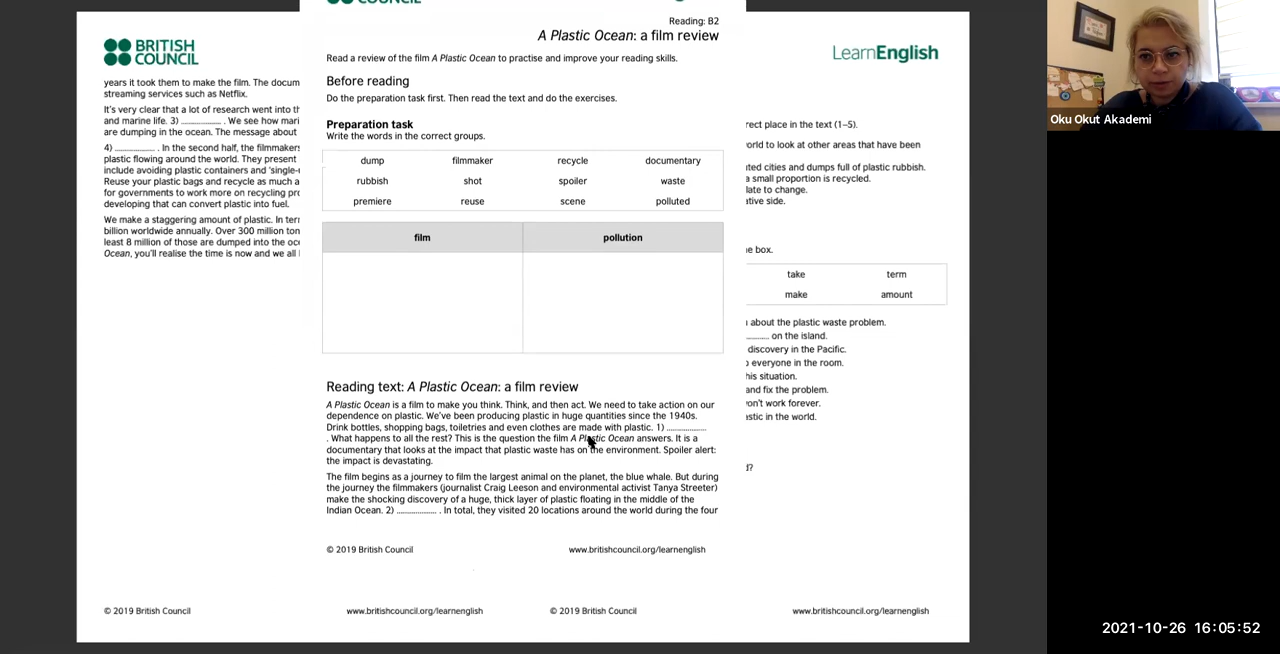 BRITISH
COUNCIL
years it took them to make the film. The docum
streaming services such as Netflix.
It's very clear that a lot of research went into th
and marine life. 3) .................... . We see how mari
are dumping in the ocean. The message about
4) .................... . In the second half, the filmmakers
plastic flowing around the world. They present
include avoiding plastic containers and 'single-u
Reuse your plastic bags and recycle as much a
for governments to work more on recycling pro
developing that can convert plastic into fuel.
We make a staggering amount of plastic. In terr
billion worldwide annually. Over 300 million ton
least 8 million of those are dumped into the oce
Ocean, you'll realise the time is now and we all
© 2019 British Council
www.britishcouncil.org/learnenglish
COUNCIL
Reading: B2
A Plastic Ocean: a film review
Read a review of the film A Plastic Ocean to practise and improve your reading skills.
Before reading
Do the preparation task first. Then read the text and do the exercises.
Preparation task
Write the words in the correct groups.
dump filmmaker recycle documentary
rubbish shot spoiler waste
premiere reuse scene polluted
film pollution
Reading text: A Plastic Ocean: a film review
A Plastic Ocean is a film to make you think. Think, and then act. We need to take action on our
dependence on plastic. We've been producing plastic in huge quantities since the 1940s.
Drink bottles, shopping bags, toiletries and even clothes are made with plastic. 1) ....................
. What happens to all the rest? This is the question the film A Plastic Ocean answers. It is a
documentary that looks at the impact that plastic waste has on the environment. Spoiler alert:
the impact is devastating.
The film begins as a journey to film the largest animal on the planet, the blue whale. But during
the journey the filmmakers (journalist Craig Leeson and environmental activist Tanya Streeter)
make the shocking discovery of a huge, thick layer of plastic floating in the middle of the
Indian Ocean. 2) .................... . In total, they visited 20 locations around the world during the four
© 2019 British Council
www.britishcouncil.org/learnenglish
LearnEnglish
rect place in the text (1–5).
orld to look at other areas that have been
ted cities and dumps full of plastic rubbish.
a small proportion is recycled.
late to change.
ative side.
e box.
take term
make amount
about the plastic waste problem.
........... on the island.
discovery in the Pacific.
o everyone in the room.
his situation.
and fix the problem.
on't work forever.
astic in the world.
d?
© 2019 British Council
www.britishcouncil.org/learnenglish
Oku Okut Akademi
2021-10-26 16:05:52